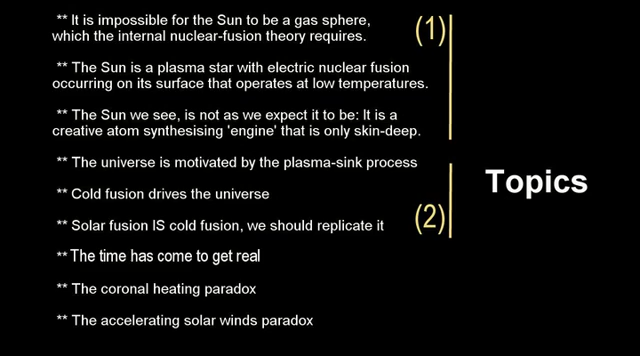 ** It is impossible for the Sun to be a gas sphere,
which the internal nuclear-fusion theory requires.
(1)
** The Sun is a plasma star with electric nuclear fusion
occurring on its surface that operates at low temperatures.
** The Sun we see, is not as we expect it to be: It is a
creative atom synthesising 'engine' that is only skin-deep.
** The universe is motivated by the plasma-sink process
Topics
** Cold fusion drives the universe
** Solar fusion IS cold fusion, we should replicate it
(2)
** The time has come to get real
** The coronal heating paradox
** The accelerating solar winds paradox